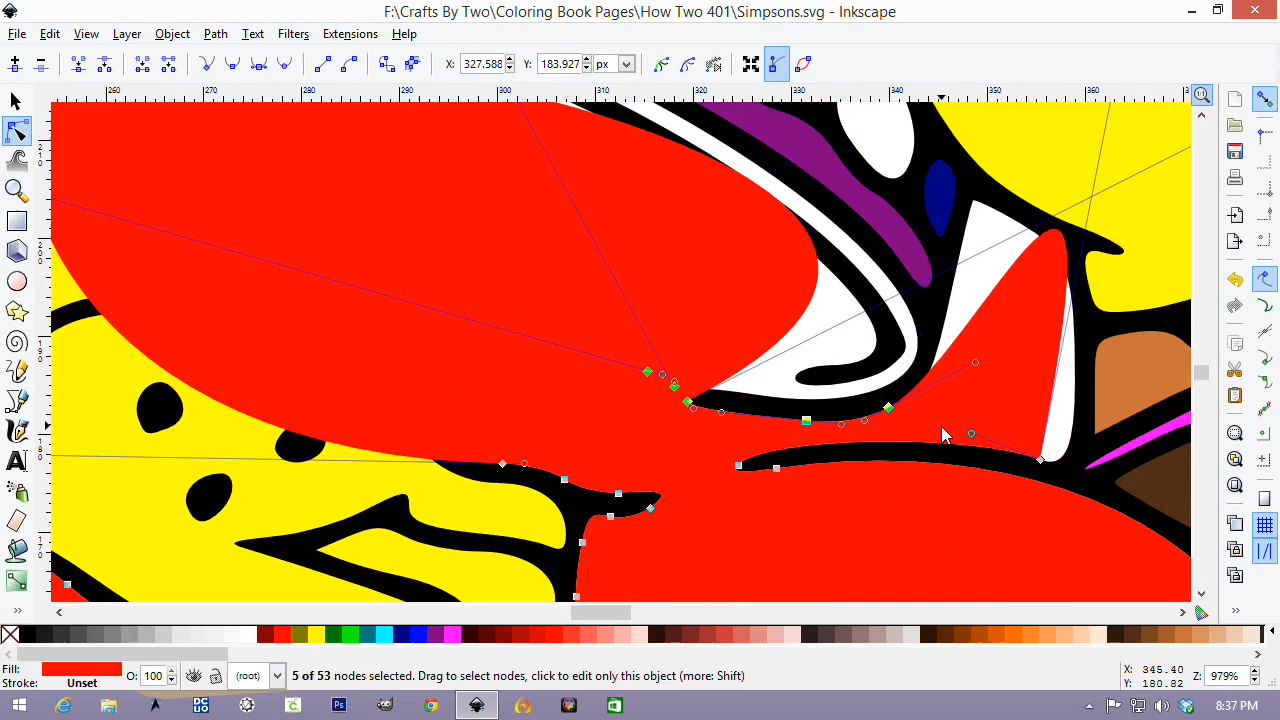 F:\Crafts By Two\Coloring Book Pages\How Two 401\Simpsons.svg - Inkscape
File Edit View Layer Object Path Text Filters Extensions Help
X: 327.588 Y: 183.927 px
260 270 280 290 300 310 320 330 340 350 360
Fill:
Stroke: Unset
O: 100
(root)
5 of 53 nodes selected. Drag to select nodes, click to edit only this object (more: Shift)
X: 345.40
Y: 180.82
Z: 979%
8:37 PM